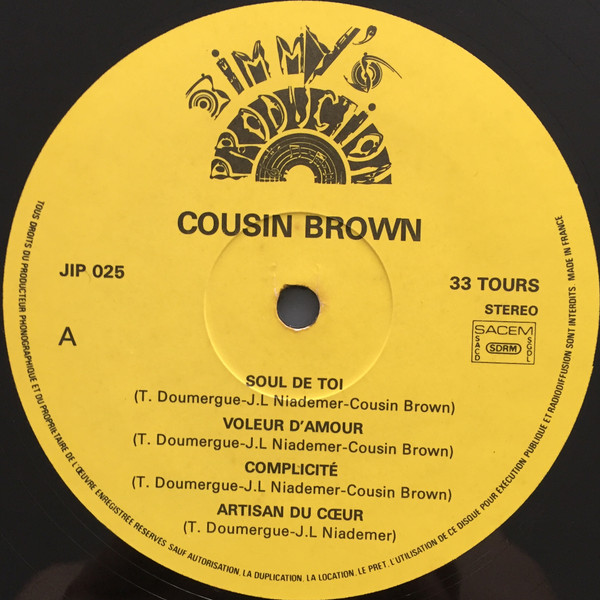 JIMMY'S
PRODUCTION
COUSIN BROWN
JIP 025
33 TOURS
STEREO
A
SACEM
SACD
SDRM
SGDL
SOUL DE TOI
(T. Doumergue-J.L Niademer-Cousin Brown)
VOLEUR D'AMOUR
(T. Doumergue-J.L Niademer-Cousin Brown)
COMPLICITÉ
(T. Doumergue-J.L Niademer-Cousin Brown)
ARTISAN DU CŒUR
(T. Doumergue-J.L Niademer)
TOUS DROITS DU PRODUCTEUR PHONOGRAPHIQUE ET DU PROPRIÉTAIRE DE L'ŒUVRE ENREGISTRÉE RÉSERVÉS SAUF AUTORISATION, LA DUPLICATION, LA LOCATION, LE PRET, L'UTILISATION DE CE DISQUE POUR EXÉCUTION PUBLIQUE ET RADIODIFFUSION SONT INTERDITS MADE IN FRANCE